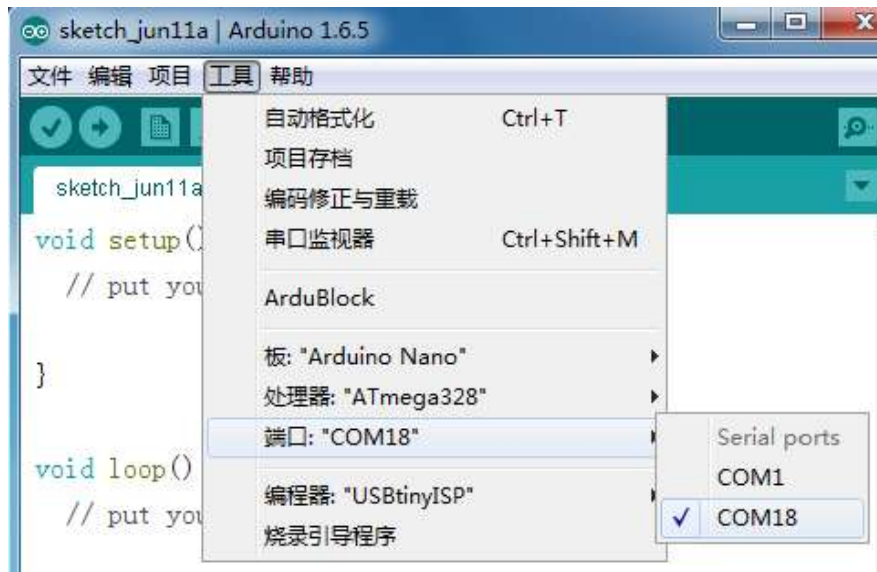 sketch_jun11a | Arduino 1.6.5
文件 编辑 项目 工具 帮助
自动格式化 Ctrl+T
项目存档
sketch_jun11a
编码修正与重载
void setup()
串口监视器 Ctrl+Shift+M
// put you
ArduBlock
板: "Arduino Nano"
}
处理器: "ATmega328"
端口: "COM18"
Serial ports
void loop()
COM1
编程器: "USBtinyISP"
// put you
COM18
烧录引导程序